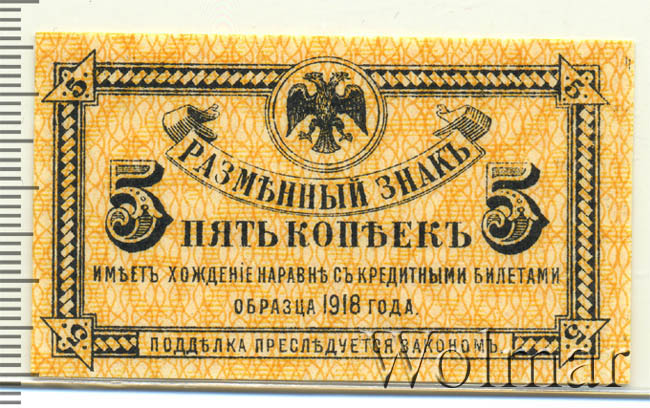 5 5
РАЗМѢННЫЙ ЗНАКЪ
5 ПЯТЬ КОПѢЕКЪ 5
ИМѢЕТЪ ХОЖДЕНІЕ НАРАВНѢ СЪ КРЕДИТНЫМИ БИЛЕТАМИ
ОБРАЗЦА 1918 ГОДА.
5 5
ПОДДѢЛКА ПРЕСЛѢДУЕТСЯ ЗАКОНОМЪ.
Wolmar